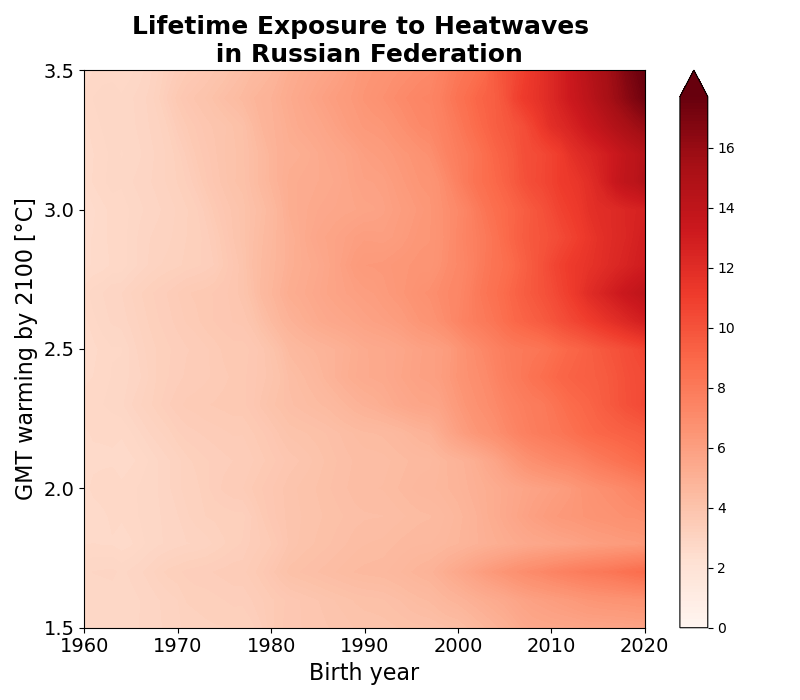 Lifetime Exposure to Heatwaves
in Russian Federation
GMT warming by 2100 [°C]
3.5
3.0
2.5
2.0
1.5
1960 1970 1980 1990 2000 2010 2020
Birth year
16
14
12
10
8
6
4
2
0